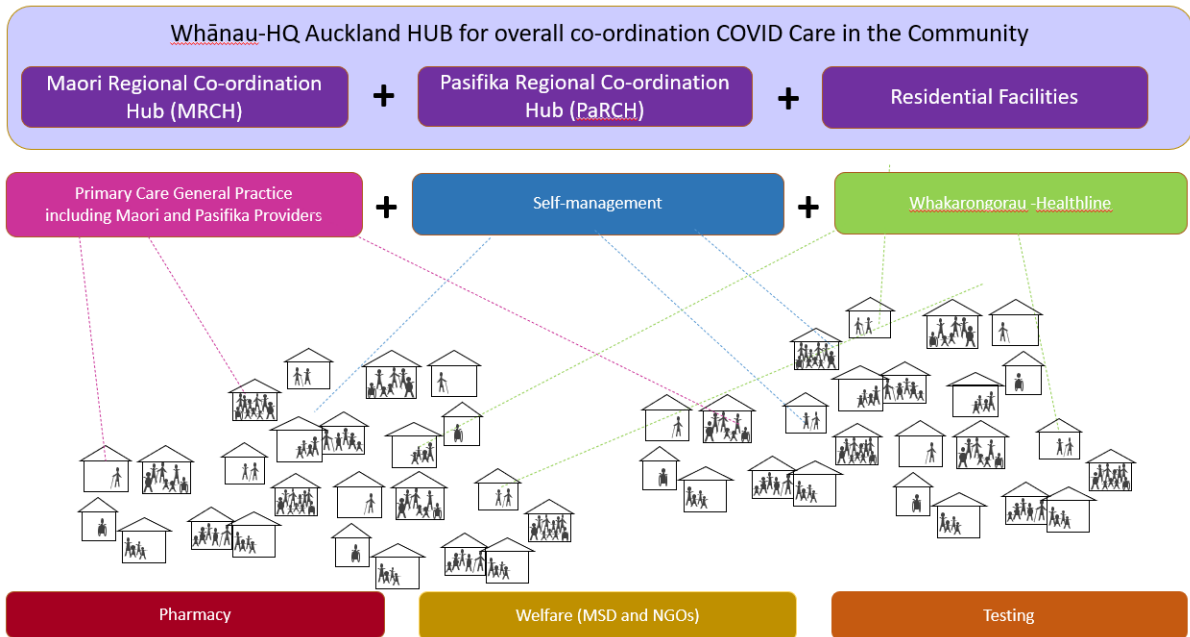 Whānau-HQ Auckland HUB for overall co-ordination COVID Care in the Community
Maori Regional Co-ordination
Hub (MRCH)
+
Pasifika Regional Co-ordination
Hub (PaRCH)
+
Residential Facilities
Primary Care General Practice
including Maori and Pasifika Providers
+
Self-management
+
Whakarongorau -Healthline
Pharmacy
Welfare (MSD and NGOs)
Testing